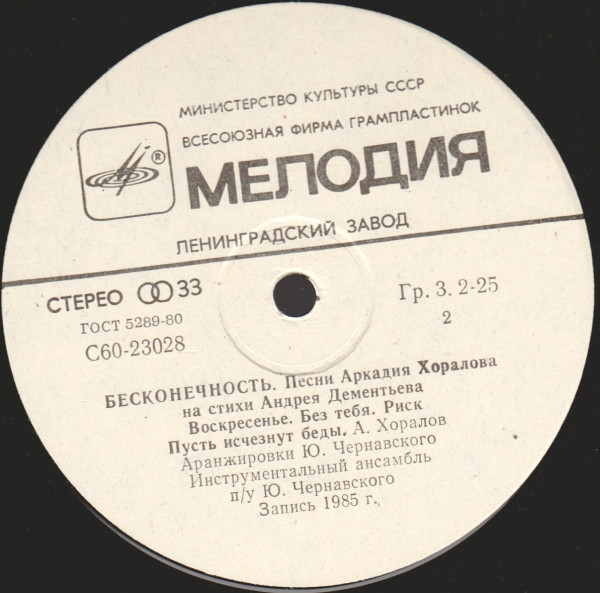 МИНИСТЕРСТВО КУЛЬТУРЫ СССР
ВСЕСОЮЗНАЯ ФИРМА ГРАМПЛАСТИНОК
®
МЕЛОДИЯ
ЛЕНИНГРАДСКИЙ ЗАВОД
СТЕРЕО 33
Гр. 3. 2-25
ГОСТ 5289-80
2
С60-23028
БЕСКОНЕЧНОСТЬ. Песни Аркадия Хоралова
на стихи Андрея Дементьева
Воскресенье. Без тебя. Риск
Пусть исчезнут беды. А. Хоралов
Аранжировки Ю. Чернавского
Инструментальный ансамбль
п/у Ю. Чернавского
Запись 1985 г.